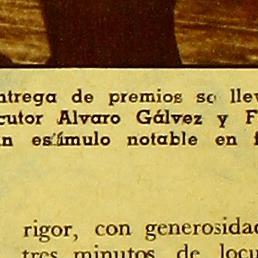 ntrega de premios se llev
cutor Alvaro Gálvez y F
n estímulo notable en f
rigor, con generosidad
tres minutos de locu